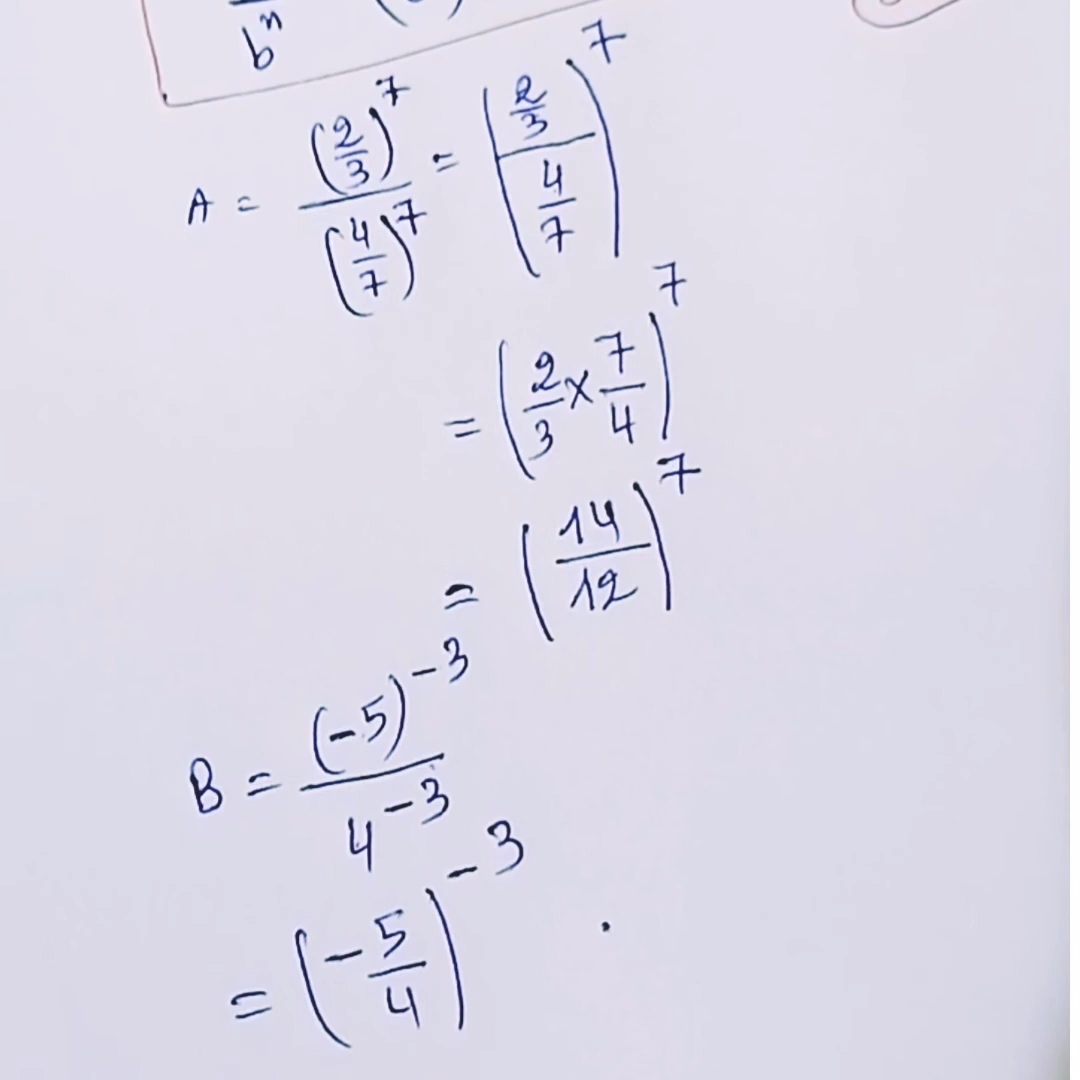 b^n
A = (2/3)^7 / (4/7)^7 = ((2/3) / (4/7))^7
= (2/3 × 7/4)^7
= (14/12)^7
B = (-5)^-3 / 4^-3
= (-5/4)^-3 .